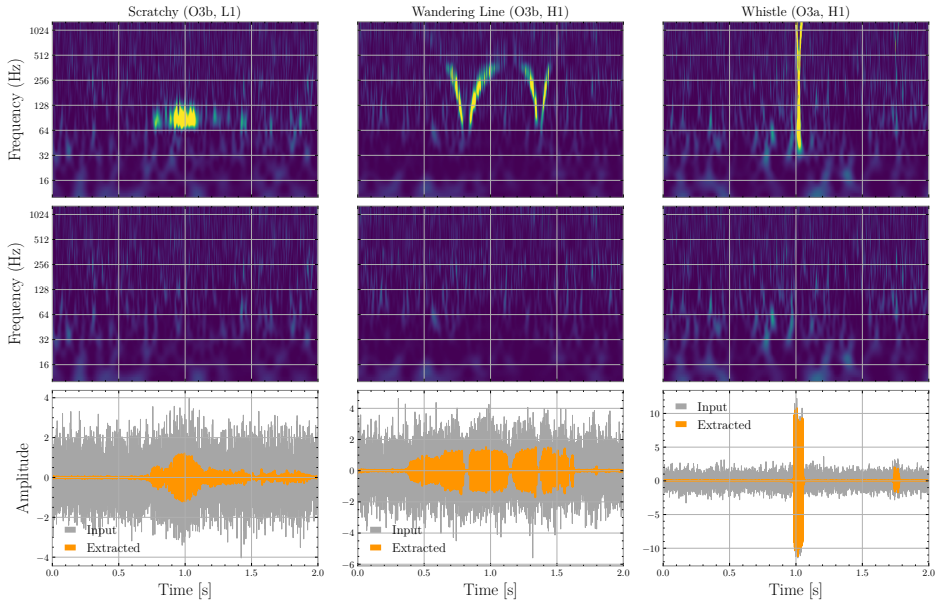 Scratchy (O3b, L1)
Wandering Line (O3b, H1)
Whistle (O3a, H1)
Frequency (Hz)
1024
512
256
128
64
32
16
Frequency (Hz)
1024
512
256
128
64
32
16
Amplitude
4
2
0
−2
−4
Input
Extracted
0.0 0.5 1.0 1.5 2.0
Time [s]
4
2
0
−2
−4
−6
Input
Extracted
0.0 0.5 1.0 1.5 2.0
Time [s]
10
5
0
−5
−10
Input
Extracted
0.0 0.5 1.0 1.5 2.0
Time [s]